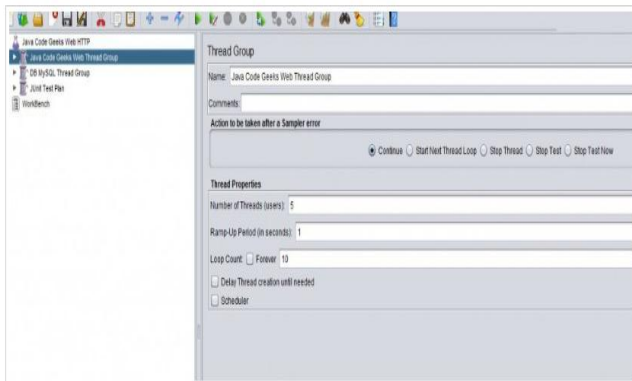 Java Code Geeks Web HTTP
Java Code Geeks Web Thread Group
DB MySQL Thread Group
JUnit Test Plan
WorkBench
Thread Group
Name: Java Code Geeks Web Thread Group
Comments:
Action to be taken after a Sampler error
Continue Start Next Thread Loop Stop Thread Stop Test Stop Test Now
Thread Properties
Number of Threads (users): 5
Ramp-Up Period (in seconds): 1
Loop Count: Forever 10
Delay Thread creation until needed
Scheduler